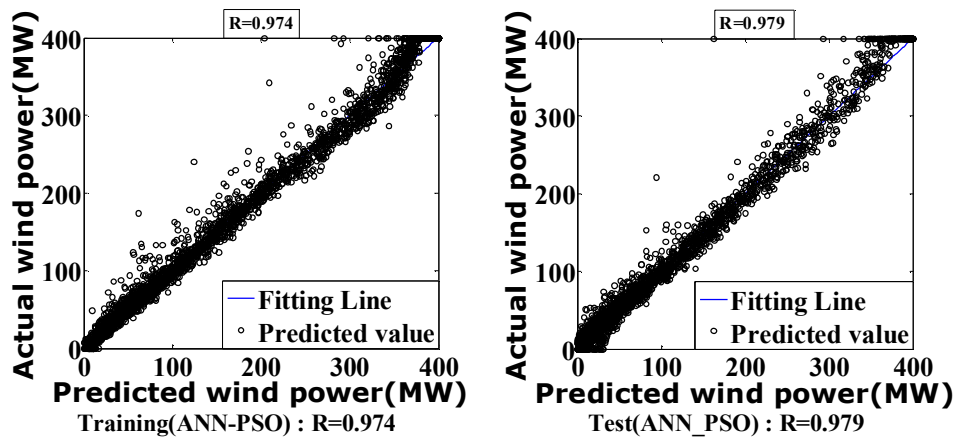 R=0.974
Actual wind power(MW)
400
300
200
100
0
Fitting Line
Predicted value
0 100 200 300 400
Predicted wind power(MW)
Training(ANN-PSO) : R=0.974
R=0.979
Actual wind power(MW)
400
300
200
100
0
Fitting Line
Predicted value
0 100 200 300 400
Predicted wind power(MW)
Test(ANN_PSO) : R=0.979